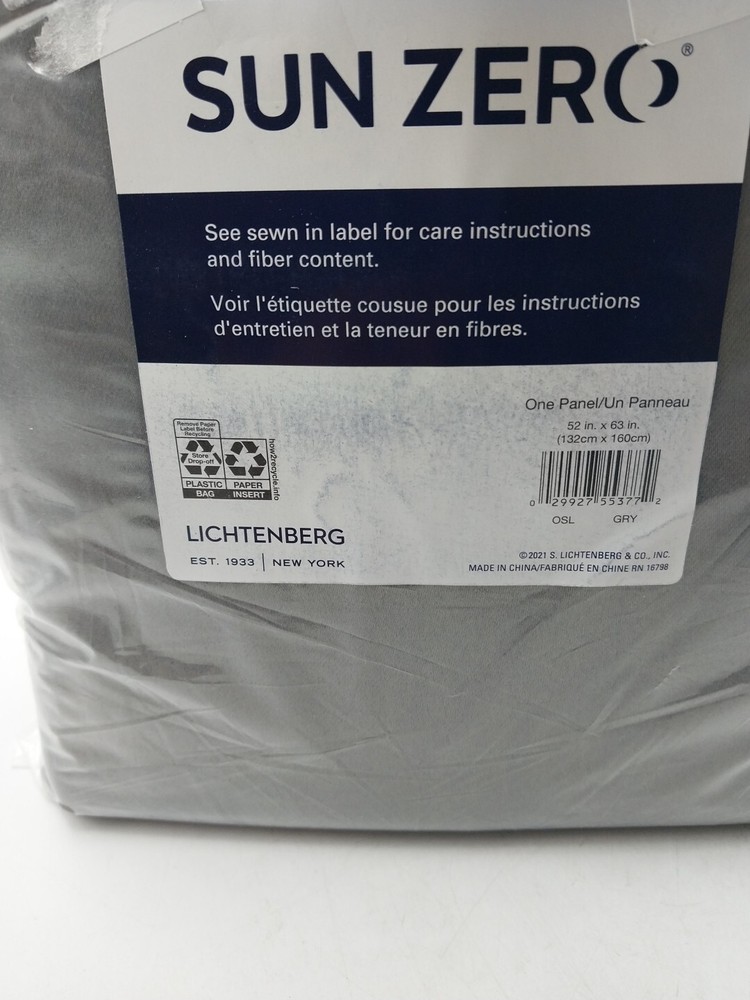 SUN ZERO®
See sewn in label for care instructions
and fiber content.
Voir l'étiquette cousue pour les instructions
d'entretien et la teneur en fibres.
One Panel/Un Panneau
52 in. x 63 in.
(132cm x 160cm)
0 29927 55377 2
OSL GRY
Remove Paper
Label Before
Recycling
Store
Drop-off
PLASTIC
BAG
PAPER
INSERT
how2recycle.info
LICHTENBERG
EST. 1933 | NEW YORK
©2021 S. LICHTENBERG & CO., INC.
MADE IN CHINA/FABRIQUÉ EN CHINE RN 16798